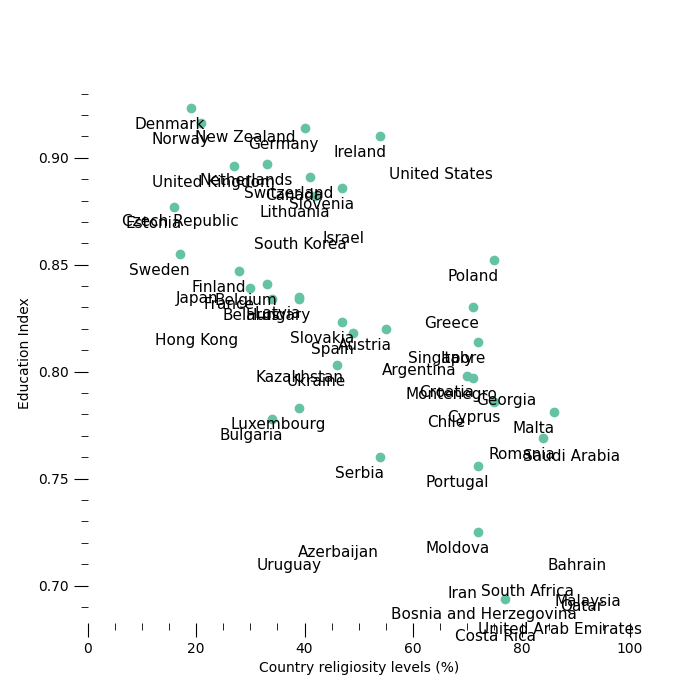 Denmark
Norway
New Zealand
Germany
Ireland
0.90
United States
United Kingdom
Netherlands
Switzerland
Canada
Slovenia
Lithuania
Czech Republic
Estonia
Israel
South Korea
0.85
Sweden
Poland
Finland
Japan
Belgium
France
Latvia
Belarus
Hungary
Greece
Slovakia
Hong Kong
Spain
Austria
Singapore
Italy
0.80
Argentina
Kazakhstan
Ukraine
Croatia
Montenegro
Georgia
Cyprus
Chile
Luxembourg
Bulgaria
Malta
Romania
Saudi Arabia
0.75
Serbia
Portugal
Azerbaijan
Moldova
Uruguay
Bahrain
0.70
Iran
South Africa
Malaysia
Qatar
Bosnia and Herzegovina
United Arab Emirates
Costa Rica
Education Index
0
20
40
60
80
100
Country religiosity levels (%)